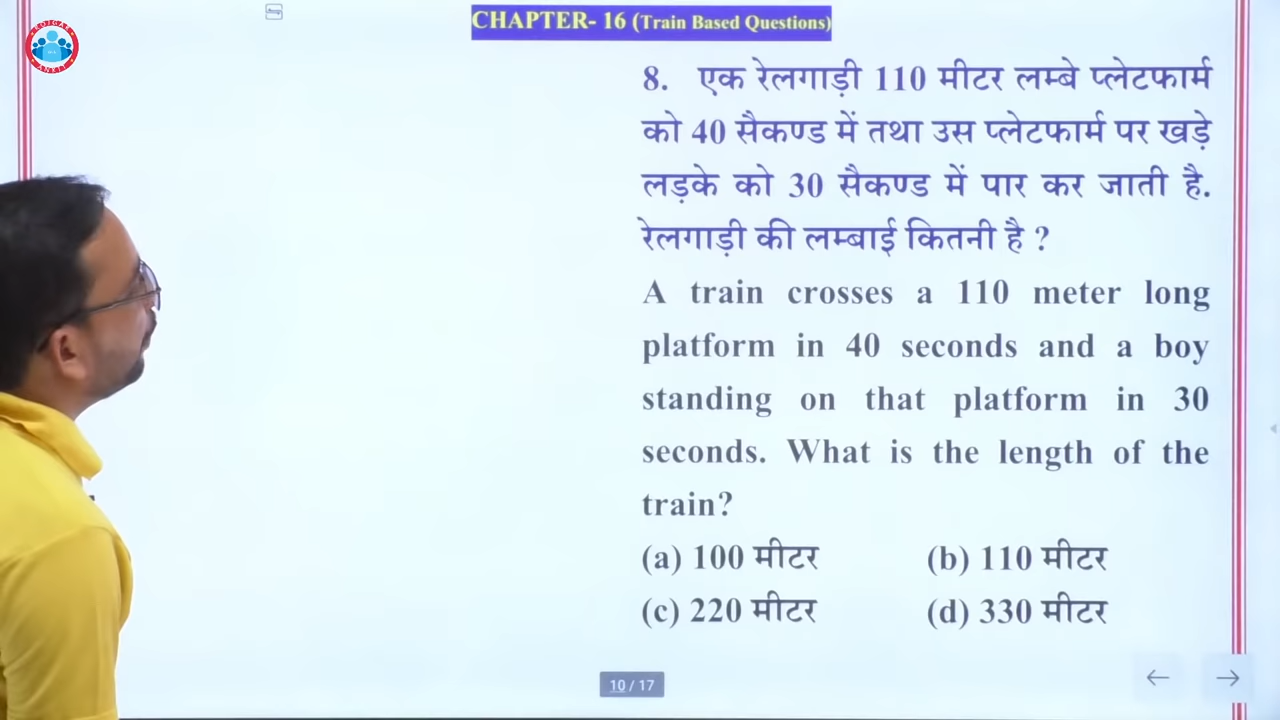 CHAPTER- 16 (Train Based Questions)
8. एक रेलगाड़ी 110 मीटर लम्बे प्लेटफार्म
को 40 सैकण्ड में तथा उस प्लेटफार्म पर खड़े
लड़के को 30 सैकण्ड में पार कर जाती है.
रेलगाड़ी की लम्बाई कितनी है ?
A train crosses a 110 meter long
platform in 40 seconds and a boy
standing on that platform in 30
seconds. What is the length of the
train?
(a) 100 मीटर (b) 110 मीटर
(c) 220 मीटर (d) 330 मीटर
10 / 17